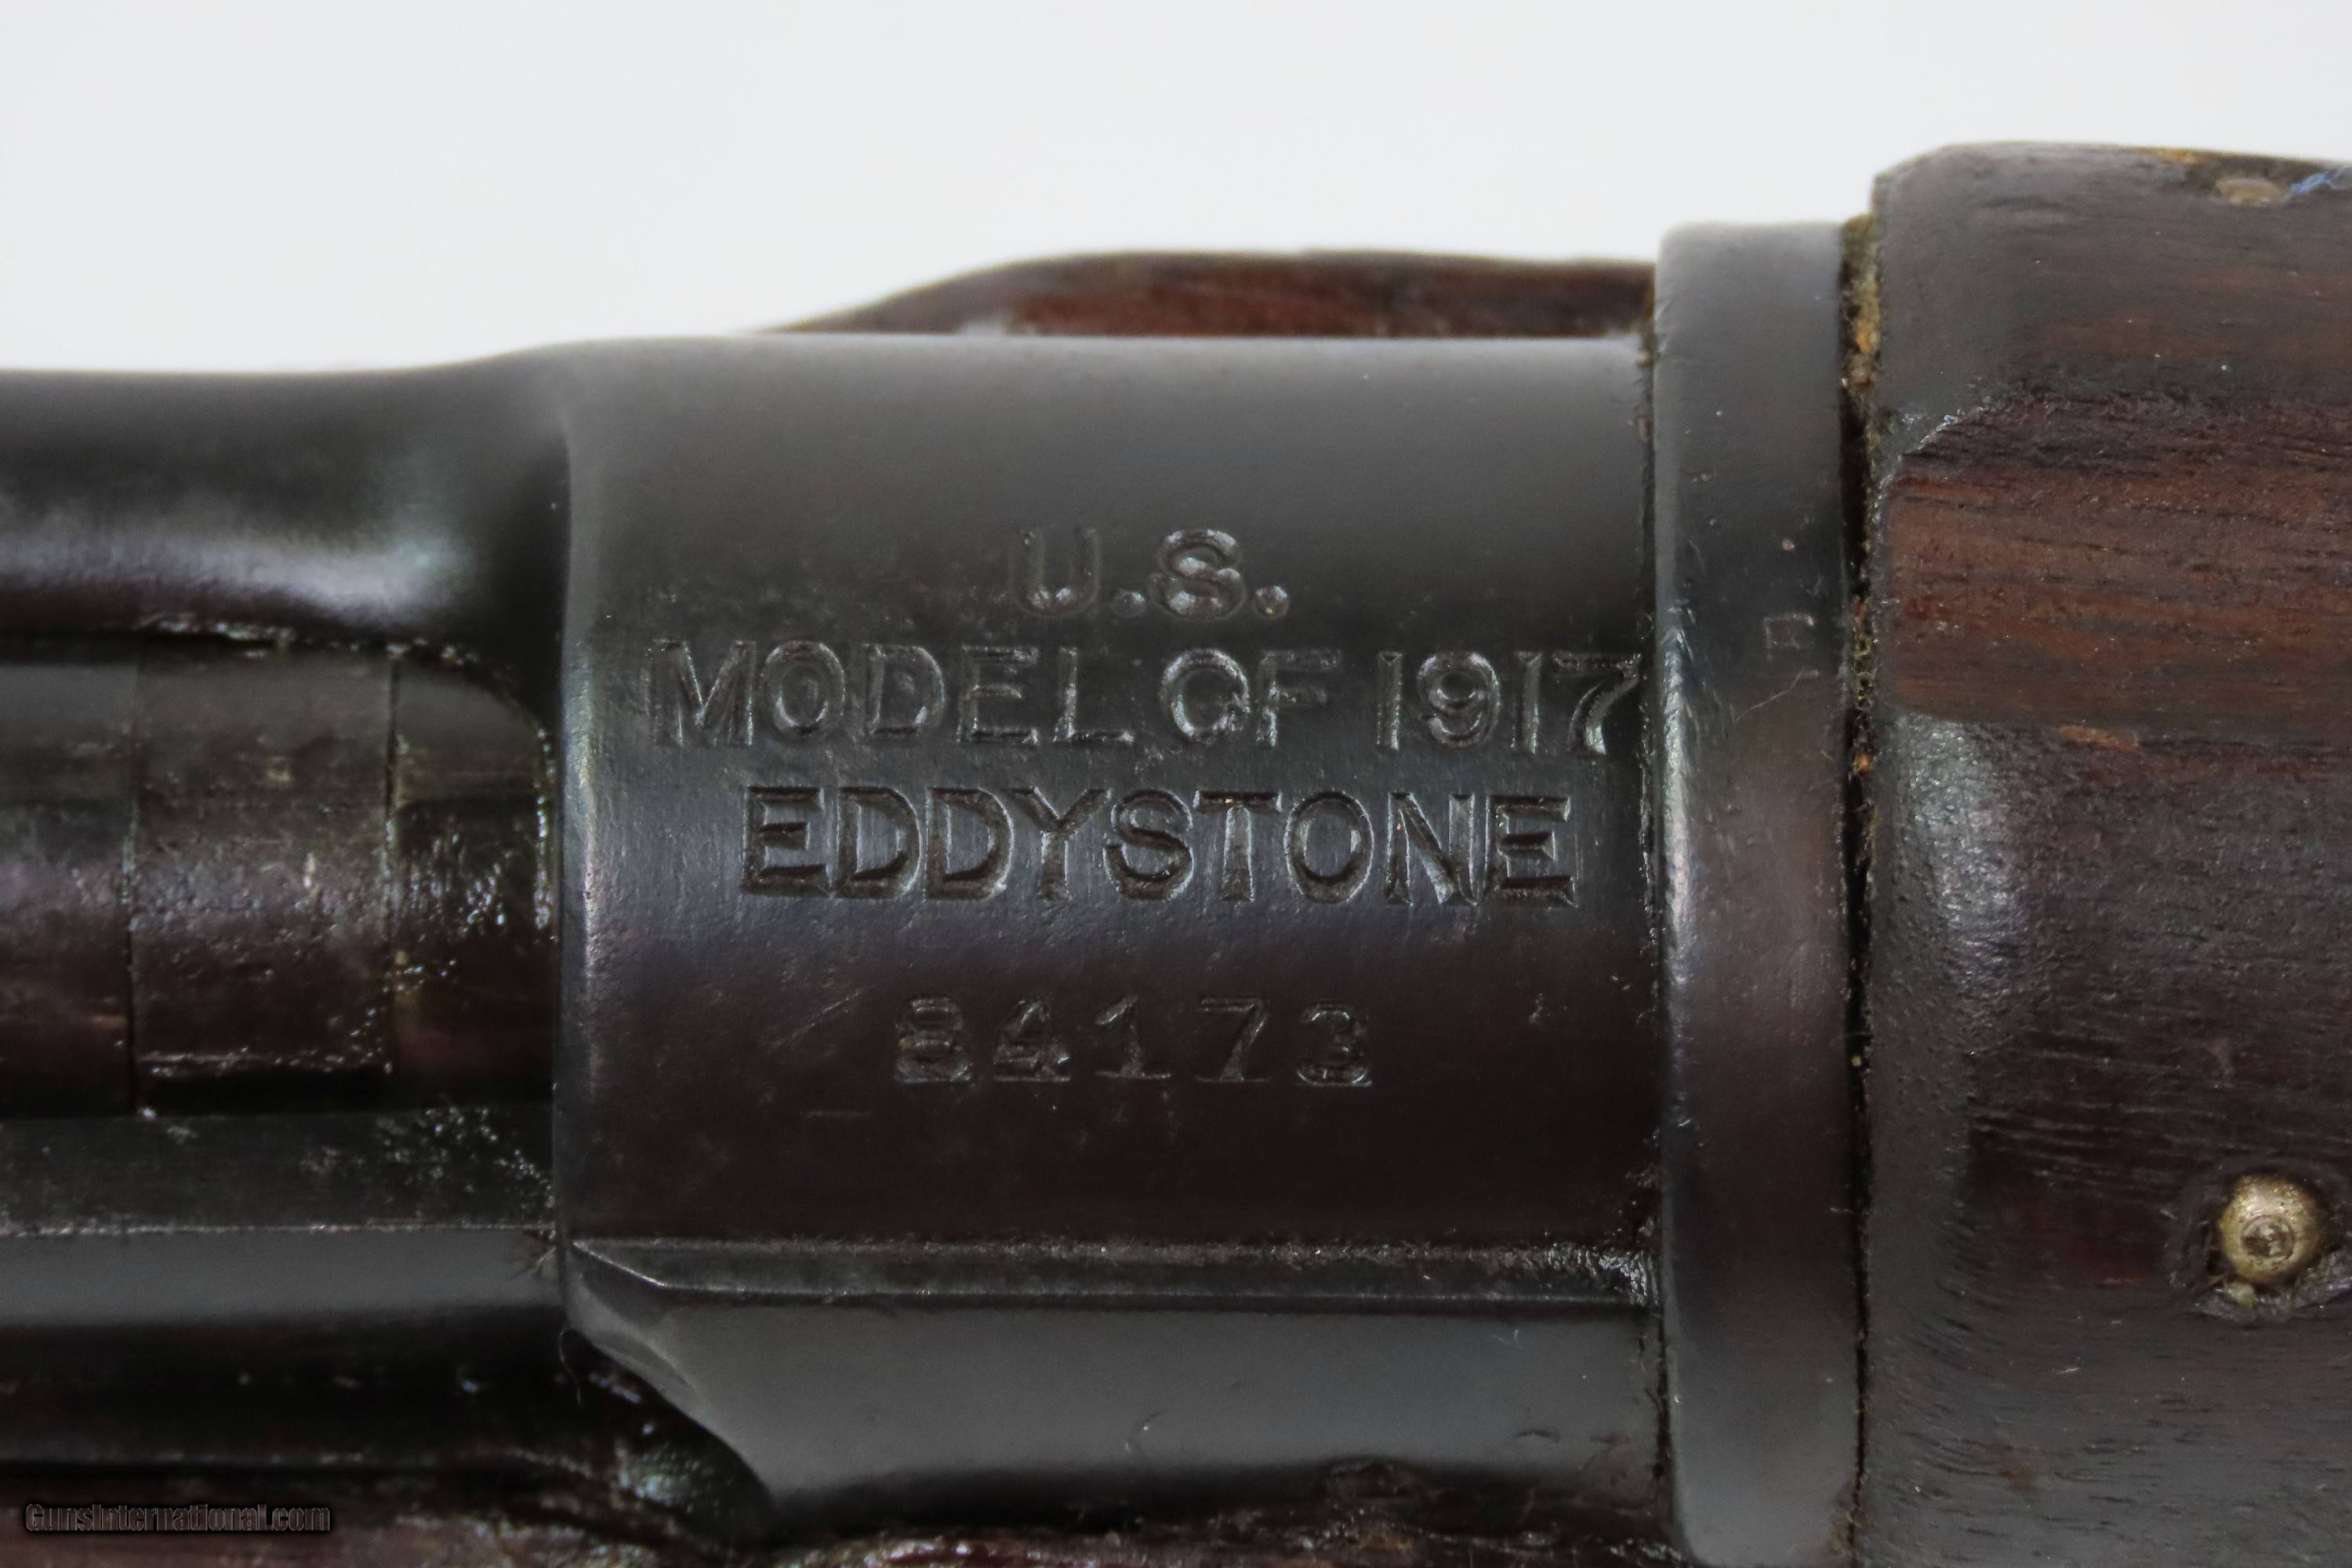 U.S.
MODEL OF 1917
EDDYSTONE
84173
E
GunsInternational.com